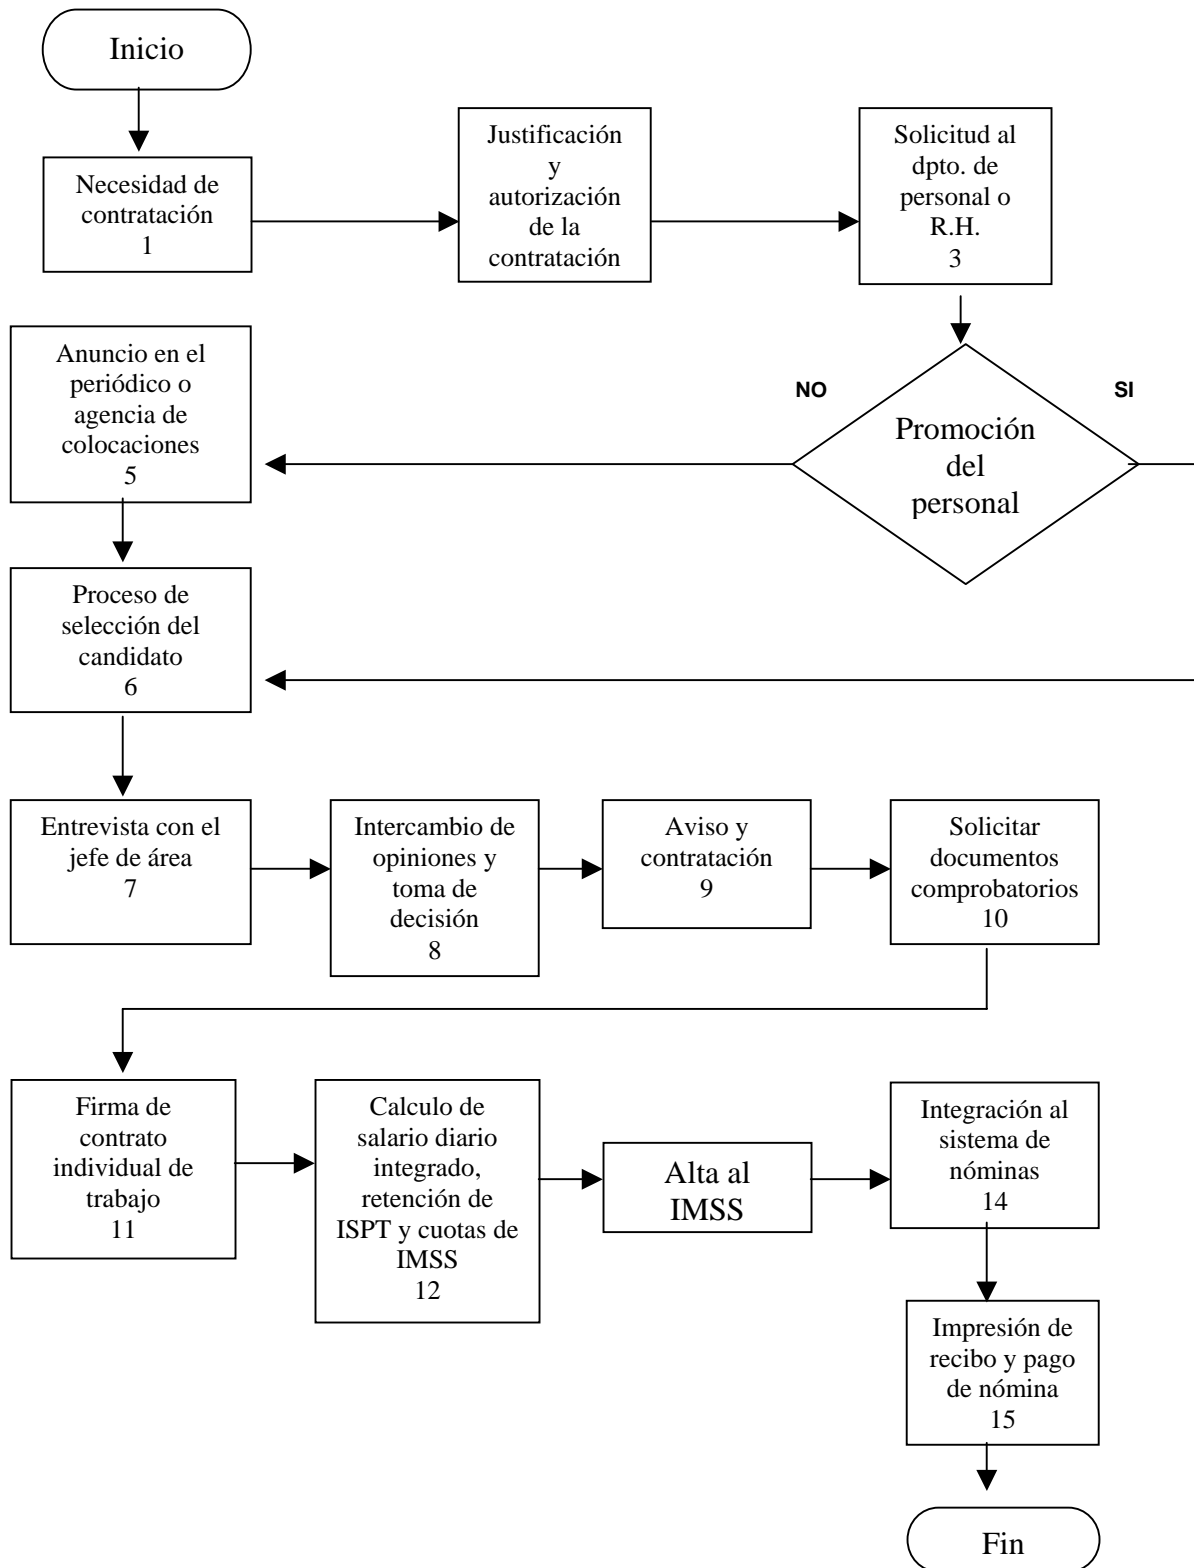 Inicio
Necesidad de
contratación
1
Justificación
y
autorización
de la
contratación
Solicitud al
dpto. de
personal o
R.H.
3
Anuncio en el
periódico o
agencia de
colocaciones
5
NO
SI
Promoción
del
personal
Proceso de
selección del
candidato
6
Entrevista con el
jefe de área
7
Intercambio de
opiniones y
toma de
decisión
8
Aviso y
contratación
9
Solicitar
documentos
comprobatorios
10
Firma de
contrato
individual de
trabajo
11
Calculo de
salario diario
integrado,
retención de
ISPT y cuotas de
IMSS
12
Alta al
IMSS
Integración al
sistema de
nóminas
14
Impresión de
recibo y pago
de nómina
15
Fin